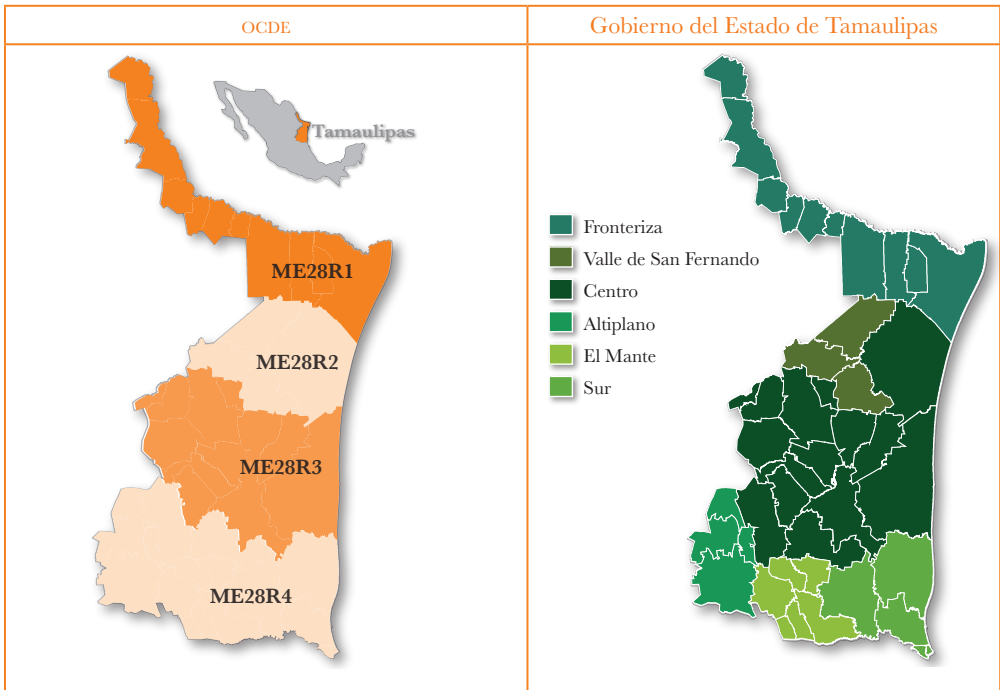 OCDE
Gobierno del Estado de Tamaulipas
Tamaulipas
ME28R1
ME28R2
ME28R3
ME28R4
Fronteriza
Valle de San Fernando
Centro
Altiplano
El Mante
Sur